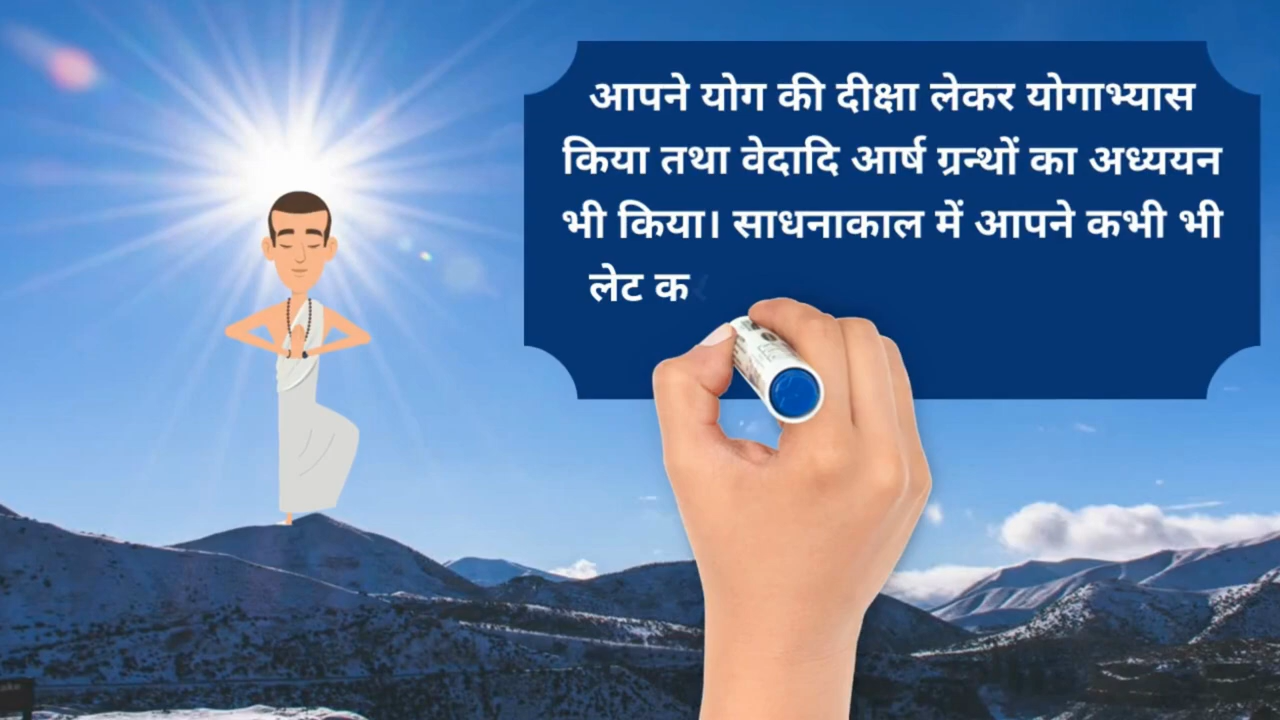 आपने योग की दीक्षा लेकर योगाभ्यास
किया तथा वेदादि आर्ष ग्रन्थों का अध्ययन
भी किया। साधनाकाल में आपने कभी भी
लेट क